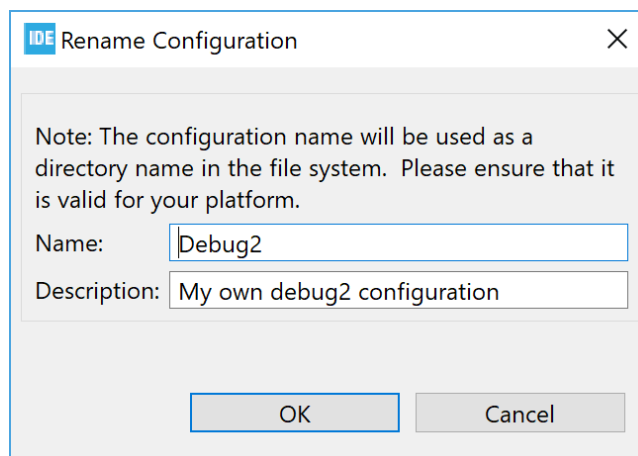 IDE Rename Configuration
Note: The configuration name will be used as a
directory name in the file system.  Please ensure that it
is valid for your platform.
Name: Debug2
Description: My own debug2 configuration
OK Cancel